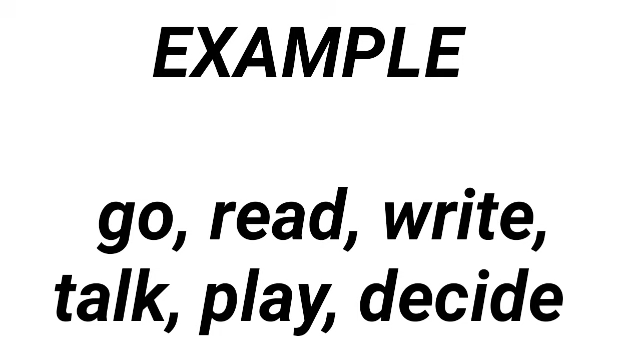 EXAMPLE
go, read, write,
talk, play, decide